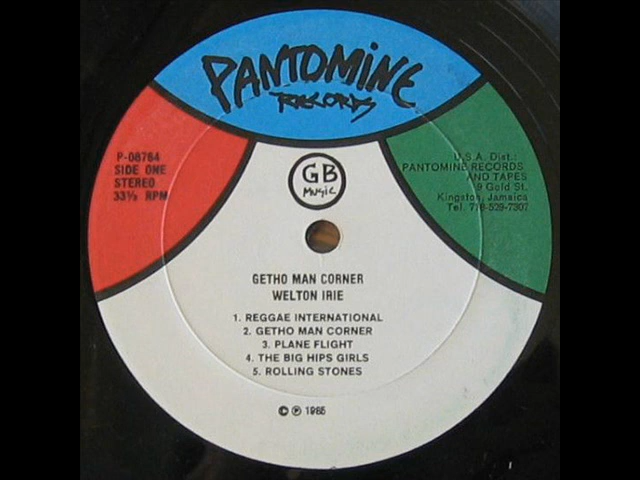 PANTOMINE
RECORDS
P-08764
SIDE ONE
STEREO
33⅓ RPM
GB
MUSIC
U.S.A. Dist.:
PANTOMINE RECORDS
AND TAPES
9 Gold St.
Kingston, Jamaica
Tel. 718-529-7307
GETHO MAN CORNER
WELTON IRIE
1. REGGAE INTERNATIONAL
2. GETHO MAN CORNER
3. PLANE FLIGHT
4. THE BIG HIPS GIRLS
5. ROLLING STONES
© ℗ 1985